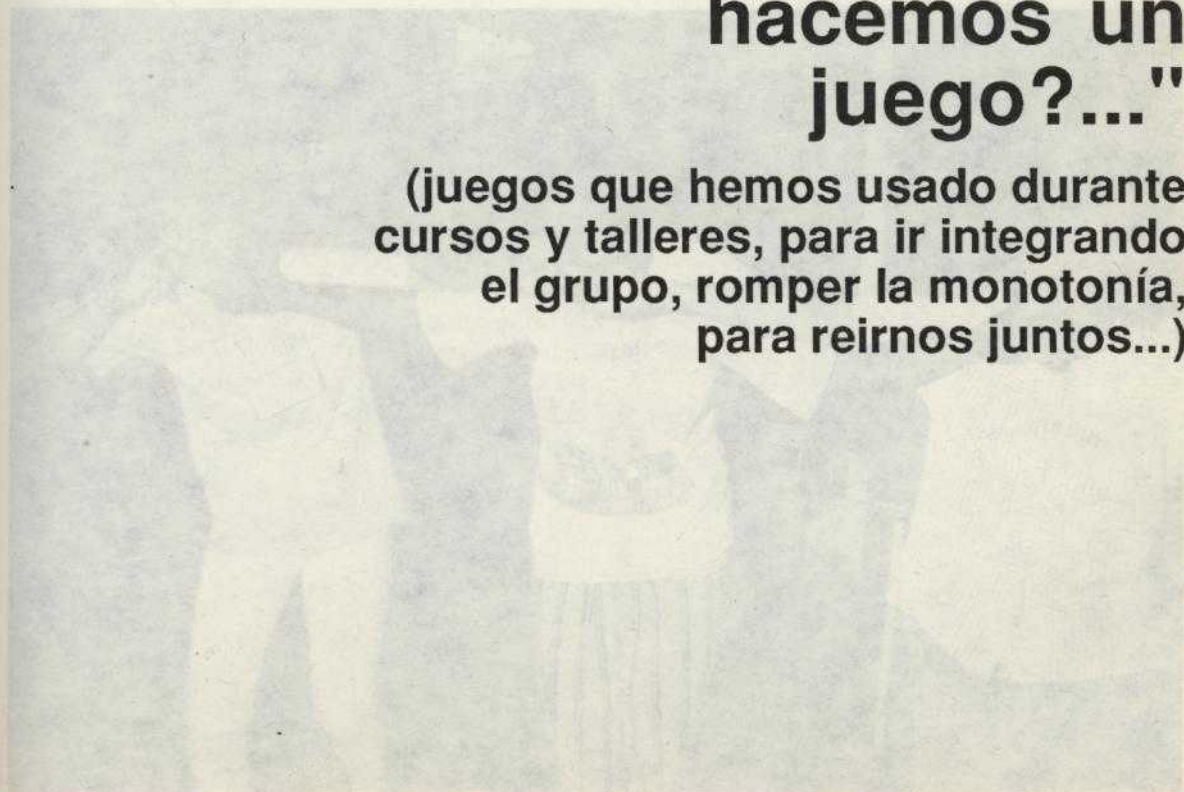 hacemos un
juego?..."
(juegos que hemos usado durante
cursos y talleres, para ir integrando
el grupo, romper la monotonía,
para reirnos juntos...)